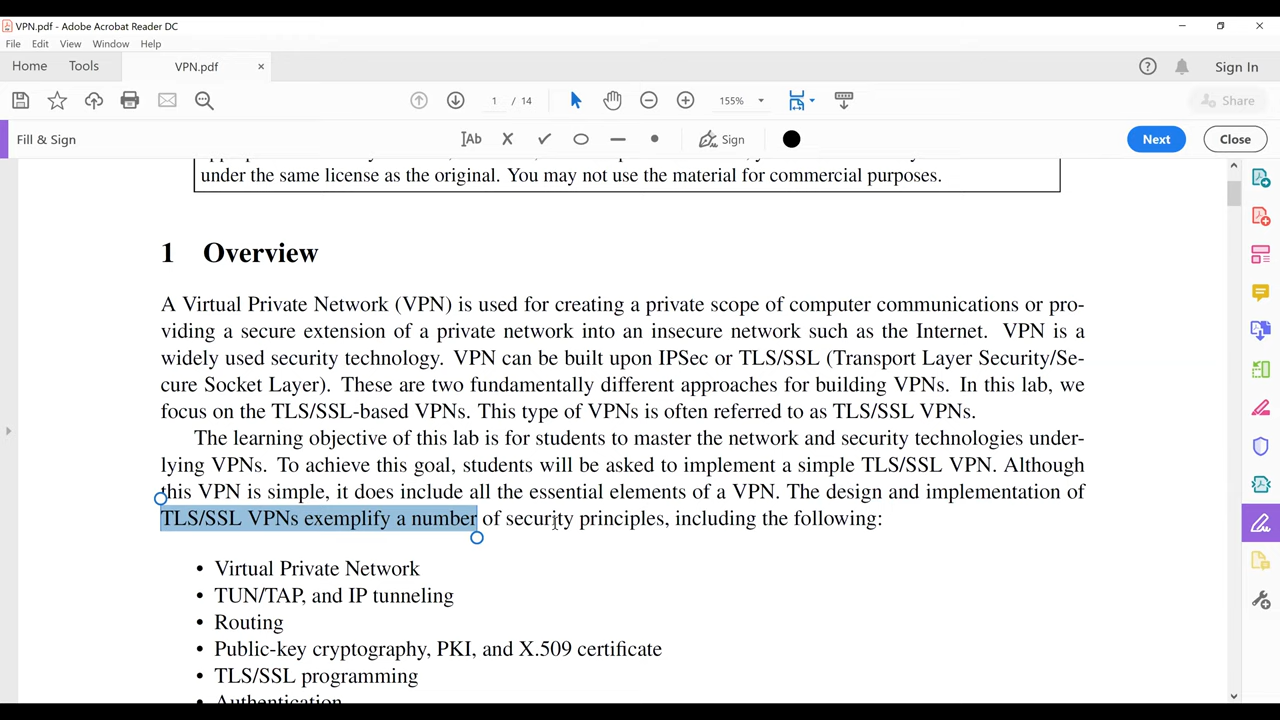 VPN.pdf - Adobe Acrobat Reader DC
File Edit View Window Help
Home Tools VPN.pdf × Sign In
1 / 14 155% Share
Fill & Sign Ab Sign Next Close
under the same license as the original. You may not use the material for commercial purposes.
1 Overview
A Virtual Private Network (VPN) is used for creating a private scope of computer communications or pro-
viding a secure extension of a private network into an insecure network such as the Internet. VPN is a
widely used security technology. VPN can be built upon IPSec or TLS/SSL (Transport Layer Security/Se-
cure Socket Layer). These are two fundamentally different approaches for building VPNs. In this lab, we
focus on the TLS/SSL-based VPNs. This type of VPNs is often referred to as TLS/SSL VPNs.
The learning objective of this lab is for students to master the network and security technologies under-
lying VPNs. To achieve this goal, students will be asked to implement a simple TLS/SSL VPN. Although
this VPN is simple, it does include all the essential elements of a VPN. The design and implementation of
TLS/SSL VPNs exemplify a number of security principles, including the following:
• Virtual Private Network
• TUN/TAP, and IP tunneling
• Routing
• Public-key cryptography, PKI, and X.509 certificate
• TLS/SSL programming
• Authentication